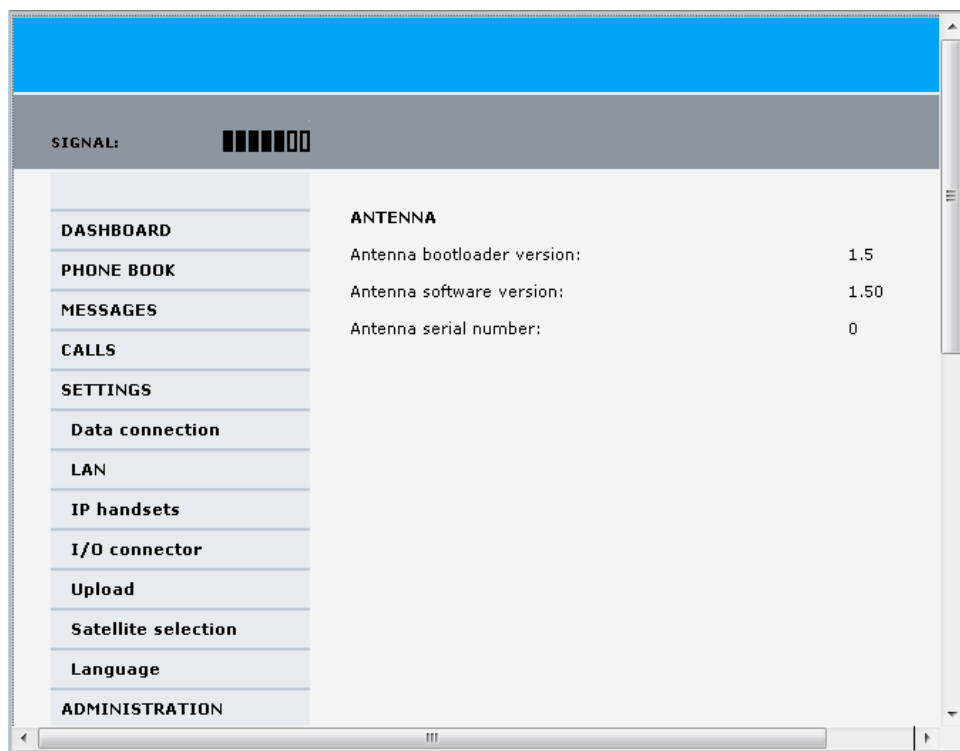 SIGNAL:
DASHBOARD
PHONE BOOK
MESSAGES
CALLS
SETTINGS
Data connection
LAN
IP handsets
I/O connector
Upload
Satellite selection
Language
ADMINISTRATION
ANTENNA
Antenna bootloader version: 1.5
Antenna software version: 1.50
Antenna serial number: 0